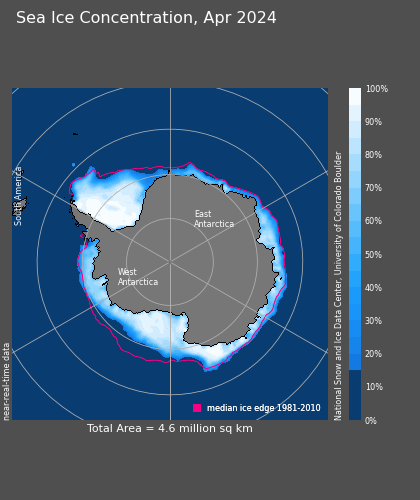 Sea Ice Concentration, Apr 2024
South America
near-real-time data
East
Antarctica
West
Antarctica
median ice edge 1981-2010
Total Area = 4.6 million sq km
National Snow and Ice Data Center, University of Colorado Boulder
100%
90%
80%
70%
60%
50%
40%
30%
20%
10%
0%